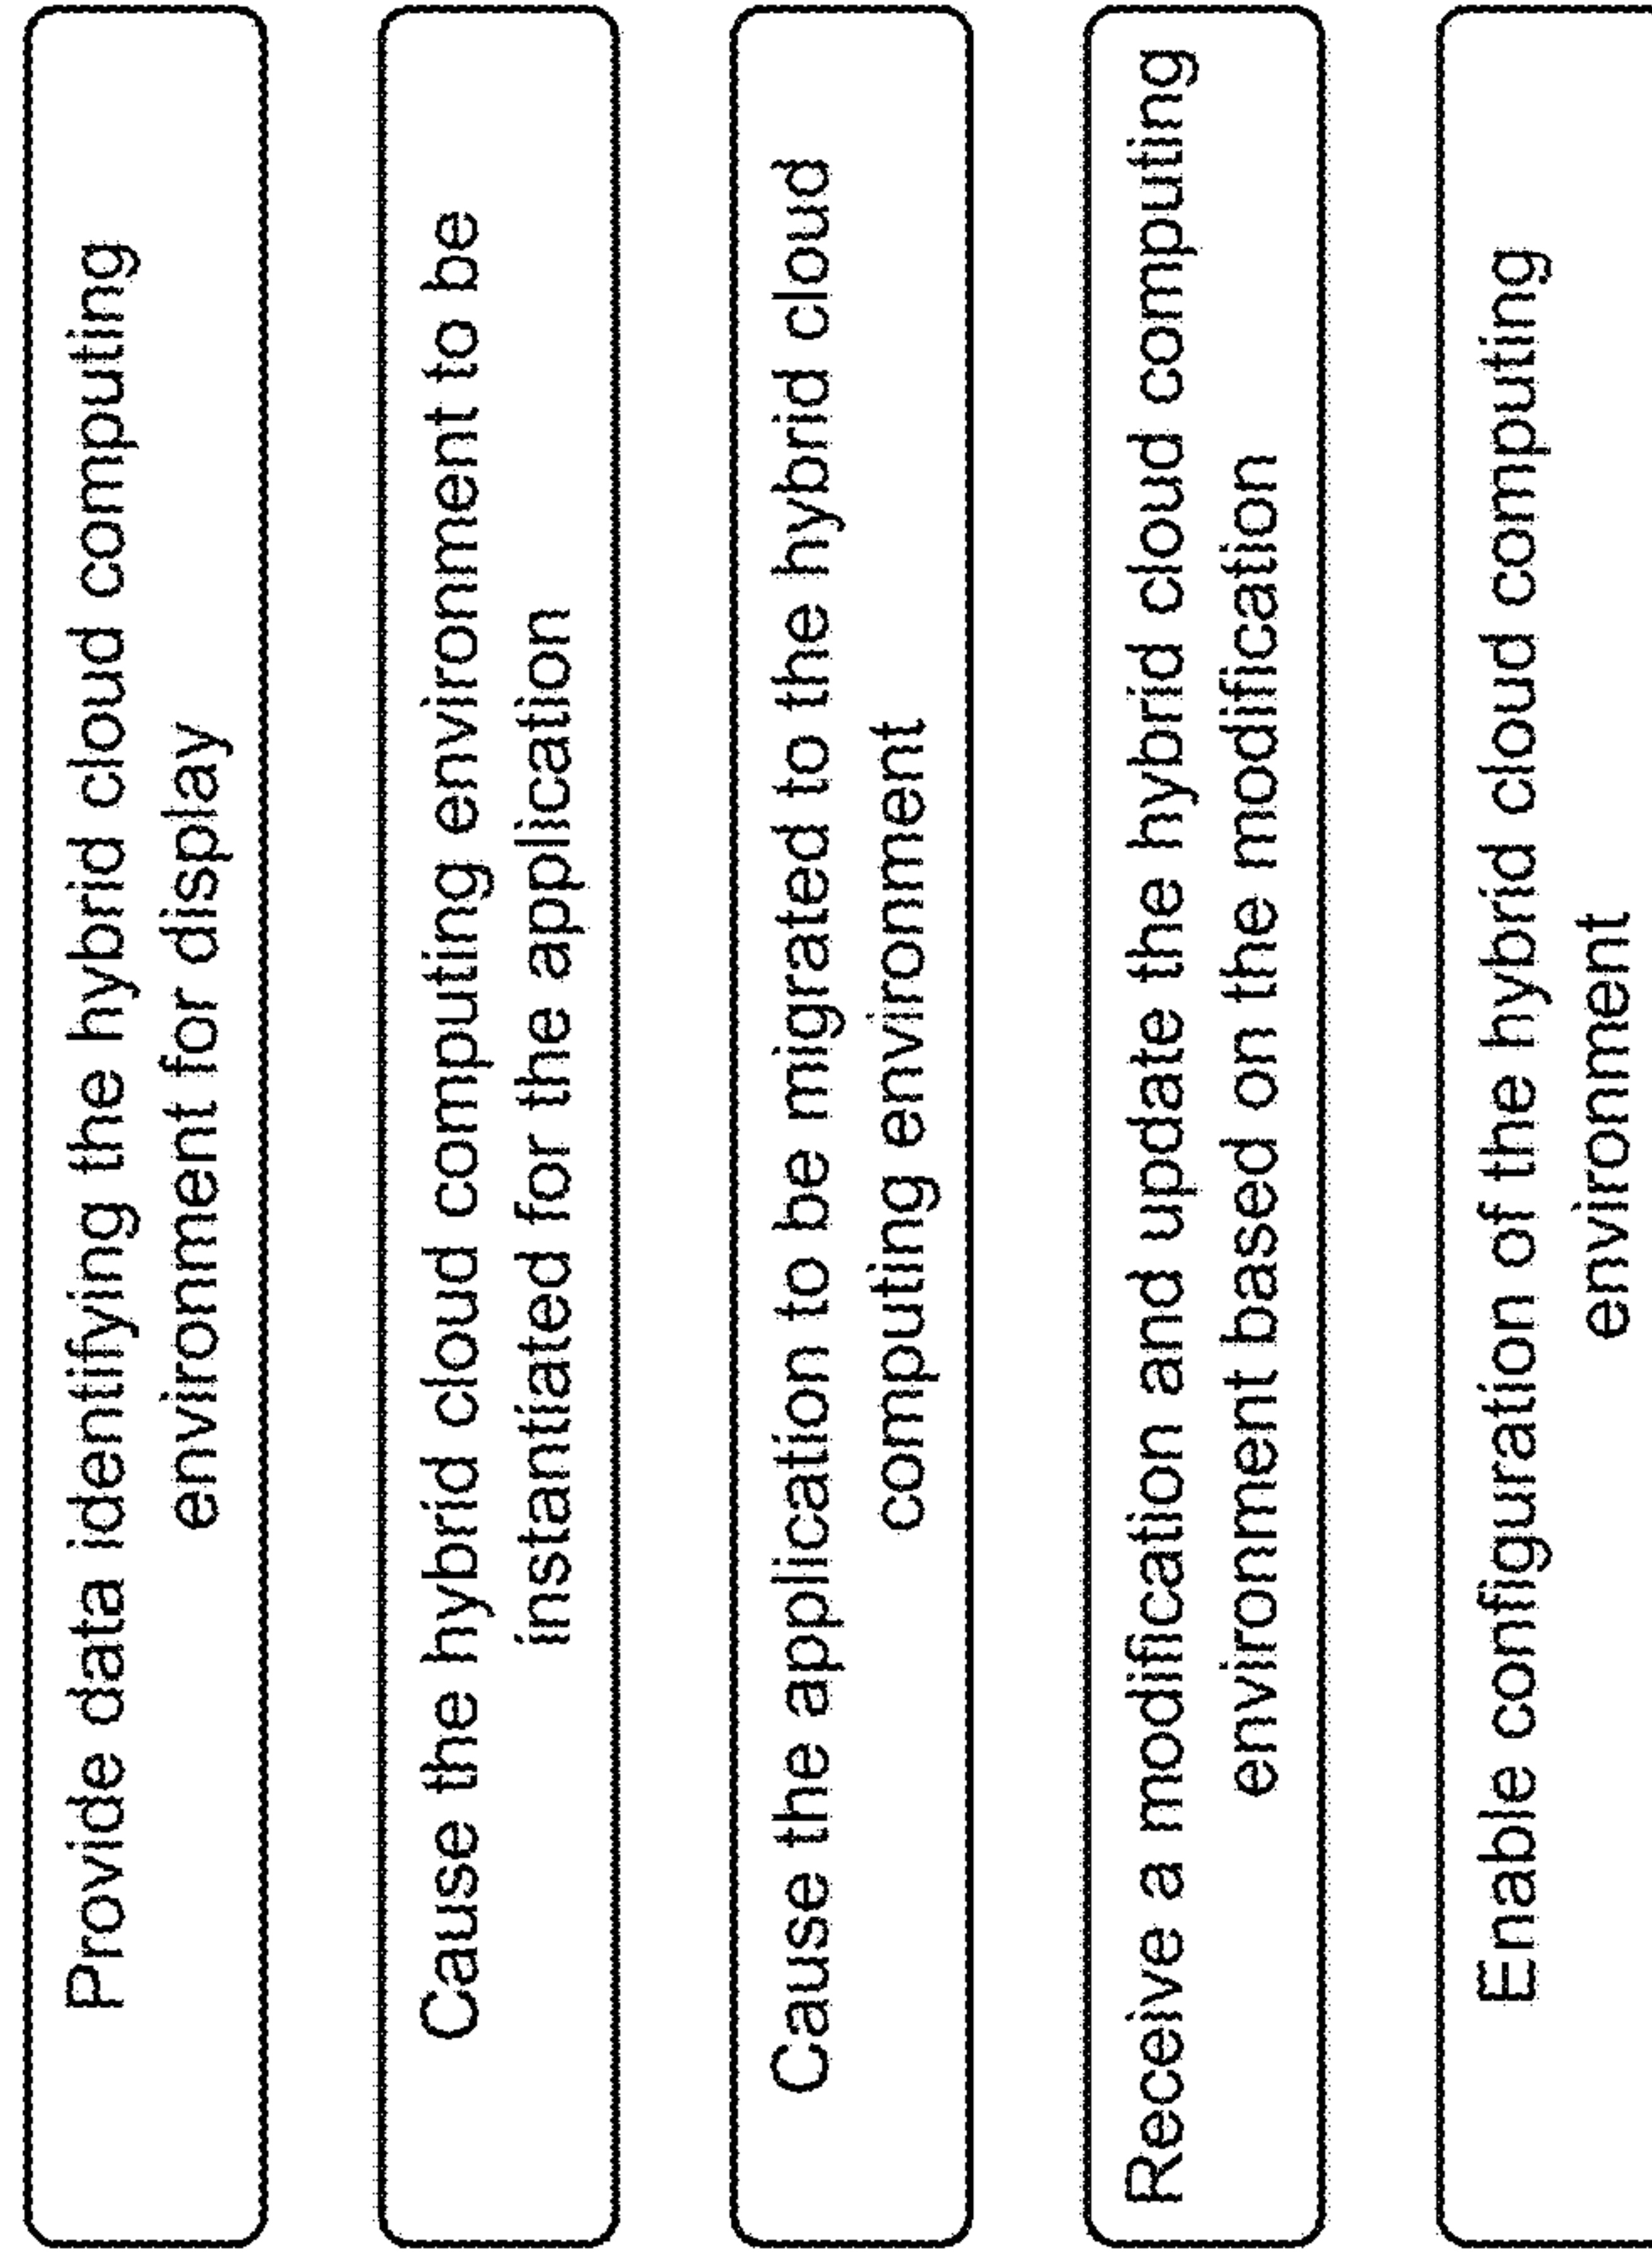 Provide data identifying the hybrid cloud computing
environment for display
Cause the hybrid cloud computing environment to be
instantiated for the application
Cause the application to be migrated to the hybrid cloud
computing environment
Receive a modification and update the hybrid cloud computing
environment based on the modification
Enable configuration of the hybrid cloud computing
environment